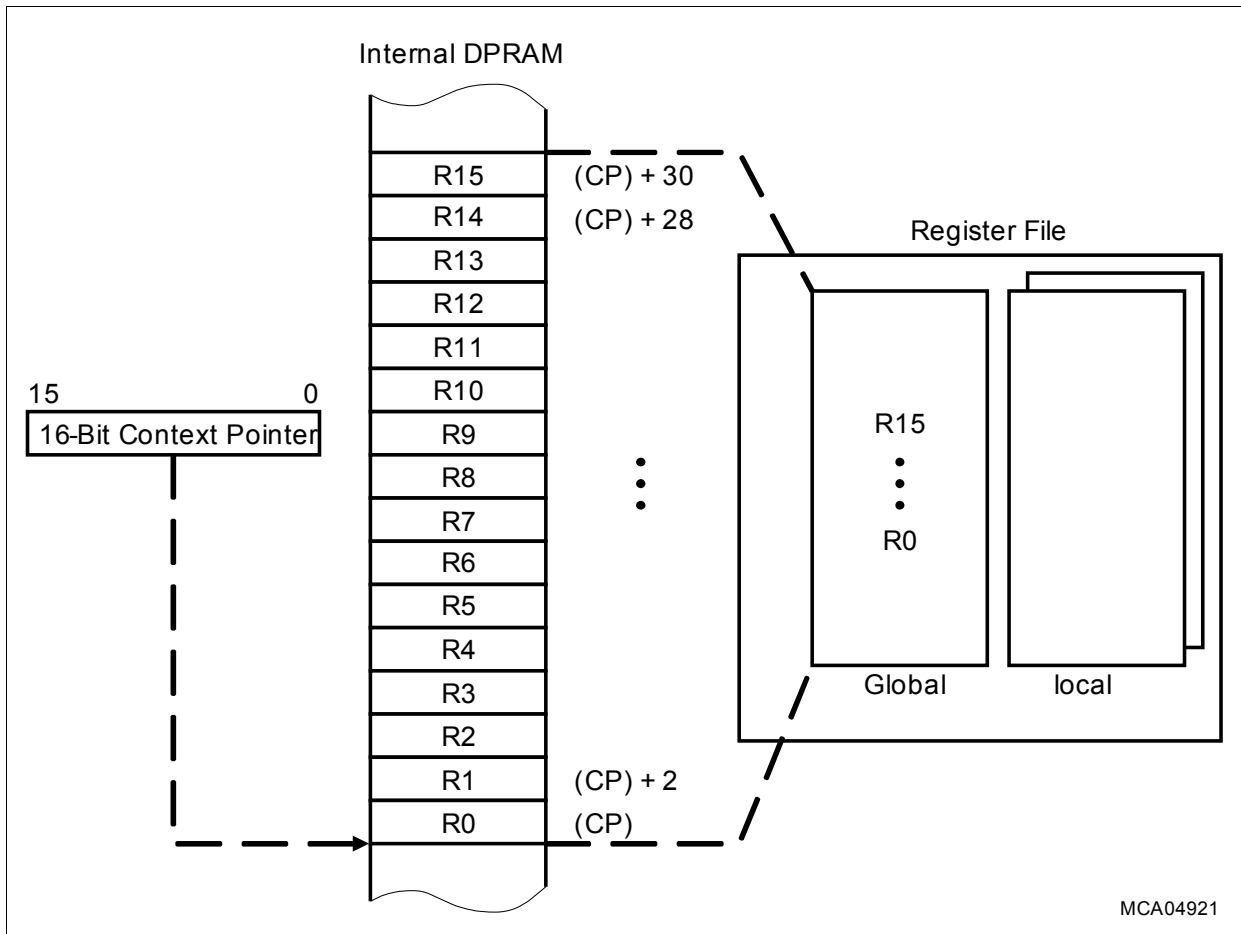 Internal DPRAM
R15 (CP) + 30
R14 (CP) + 28
Register File
R13
R12
R11
15 0
R10
16-Bit Context Pointer
R9
R15
R8
R7
R0
R6
R5
R4
R3
Global local
R2
R1 (CP) + 2
R0 (CP)
MCA04921